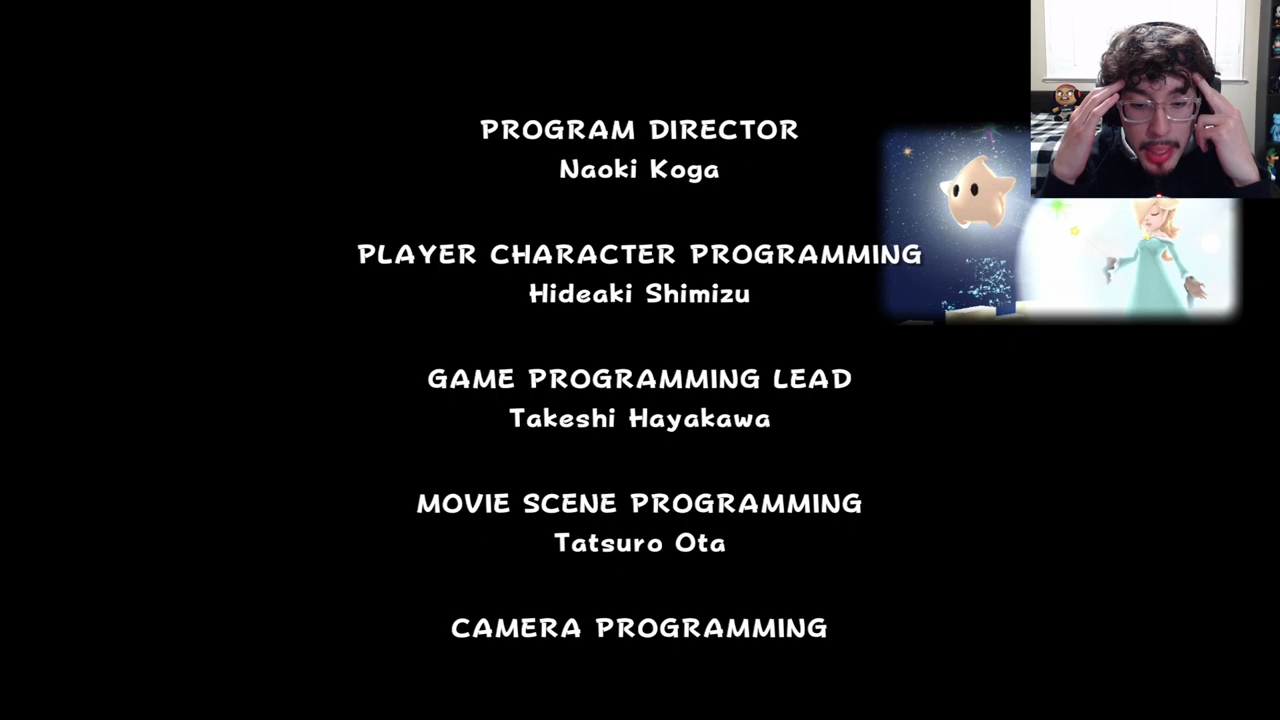 PROGRAM DIRECTOR
Naoki Koga
PLAYER CHARACTER PROGRAMMING
Hideaki Shimizu
GAME PROGRAMMING LEAD
Takeshi Hayakawa
MOVIE SCENE PROGRAMMING
Tatsuro Ota
CAMERA PROGRAMMING